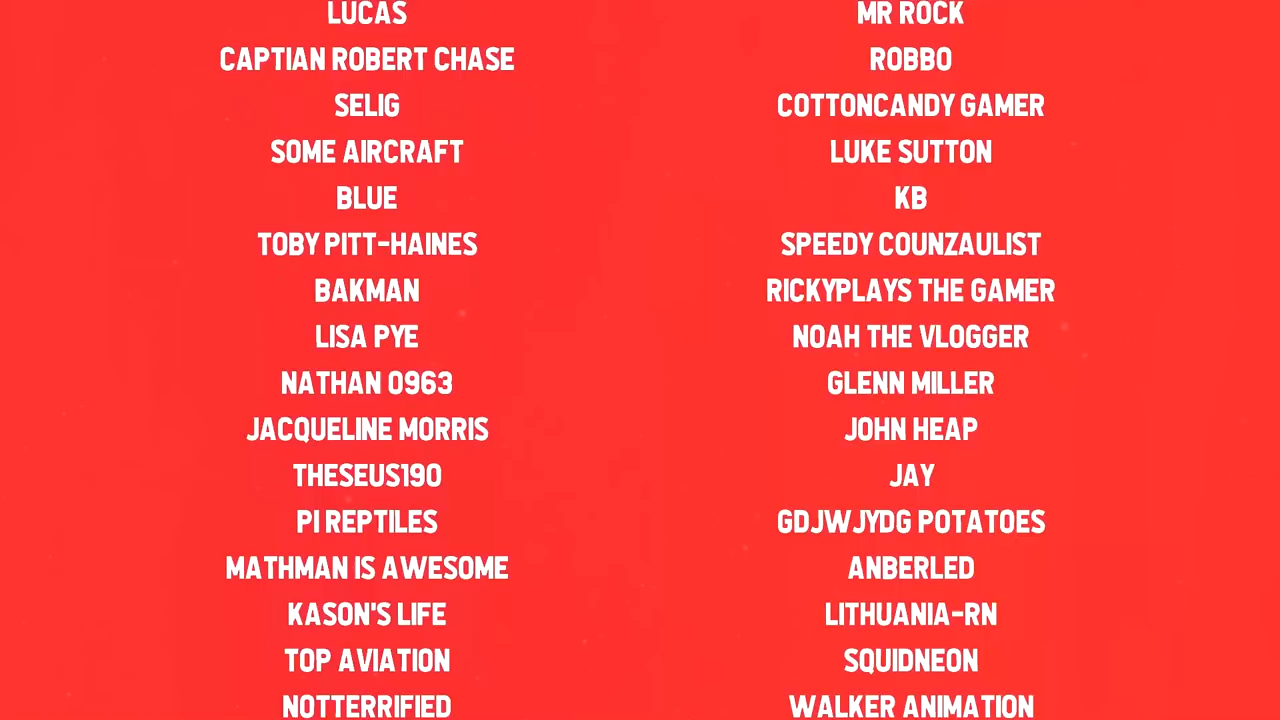 LUCAS
CAPTIAN ROBERT CHASE
SELIG
SOME AIRCRAFT
BLUE
TOBY PITT-HAINES
BAKMAN
LISA PYE
NATHAN 0963
JACQUELINE MORRIS
THESEUS190
PI REPTILES
MATHMAN IS AWESOME
KASON'S LIFE
TOP AVIATION
NOTTERRIFIED
MR ROCK
ROBBO
COTTONCANDY GAMER
LUKE SUTTON
KB
SPEEDY COUNZAULIST
RICKYPLAYS THE GAMER
NOAH THE VLOGGER
GLENN MILLER
JOHN HEAP
JAY
GDJWJYDG POTATOES
ANBERLED
LITHUANIA-RN
SQUIDNEON
WALKER ANIMATION